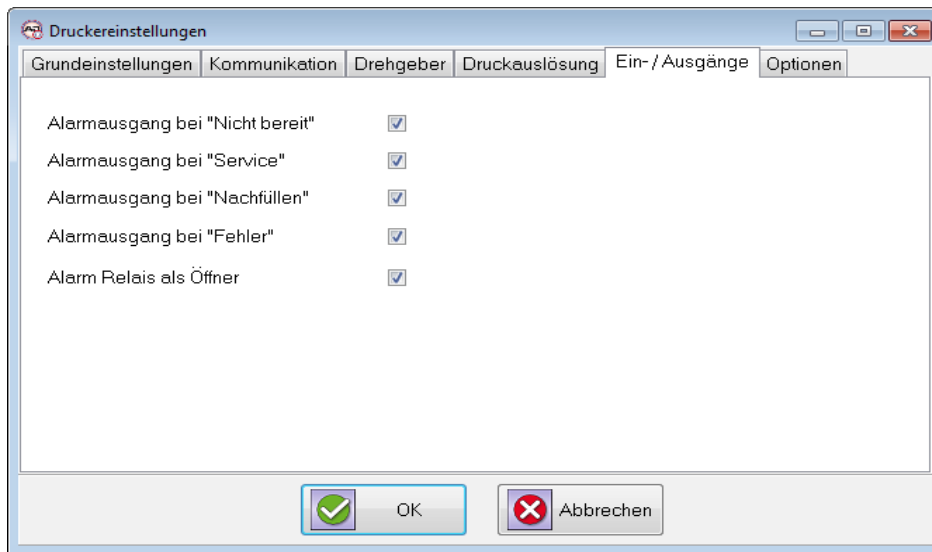 Druckereinstellungen
Grundeinstellungen Kommunikation Drehgeber Druckauslösung Ein-/Ausgänge Optionen
Alarmausgang bei "Nicht bereit"
Alarmausgang bei "Service"
Alarmausgang bei "Nachfüllen"
Alarmausgang bei "Fehler"
Alarm Relais als Öffner
OK Abbrechen